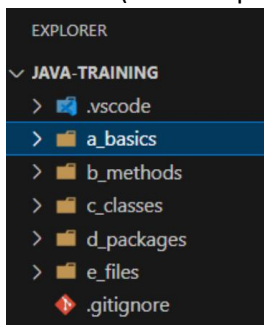 EXPLORER
JAVA-TRAINING
.vscode
a_basics
b_methods
c_classes
d_packages
e_files
.gitignore